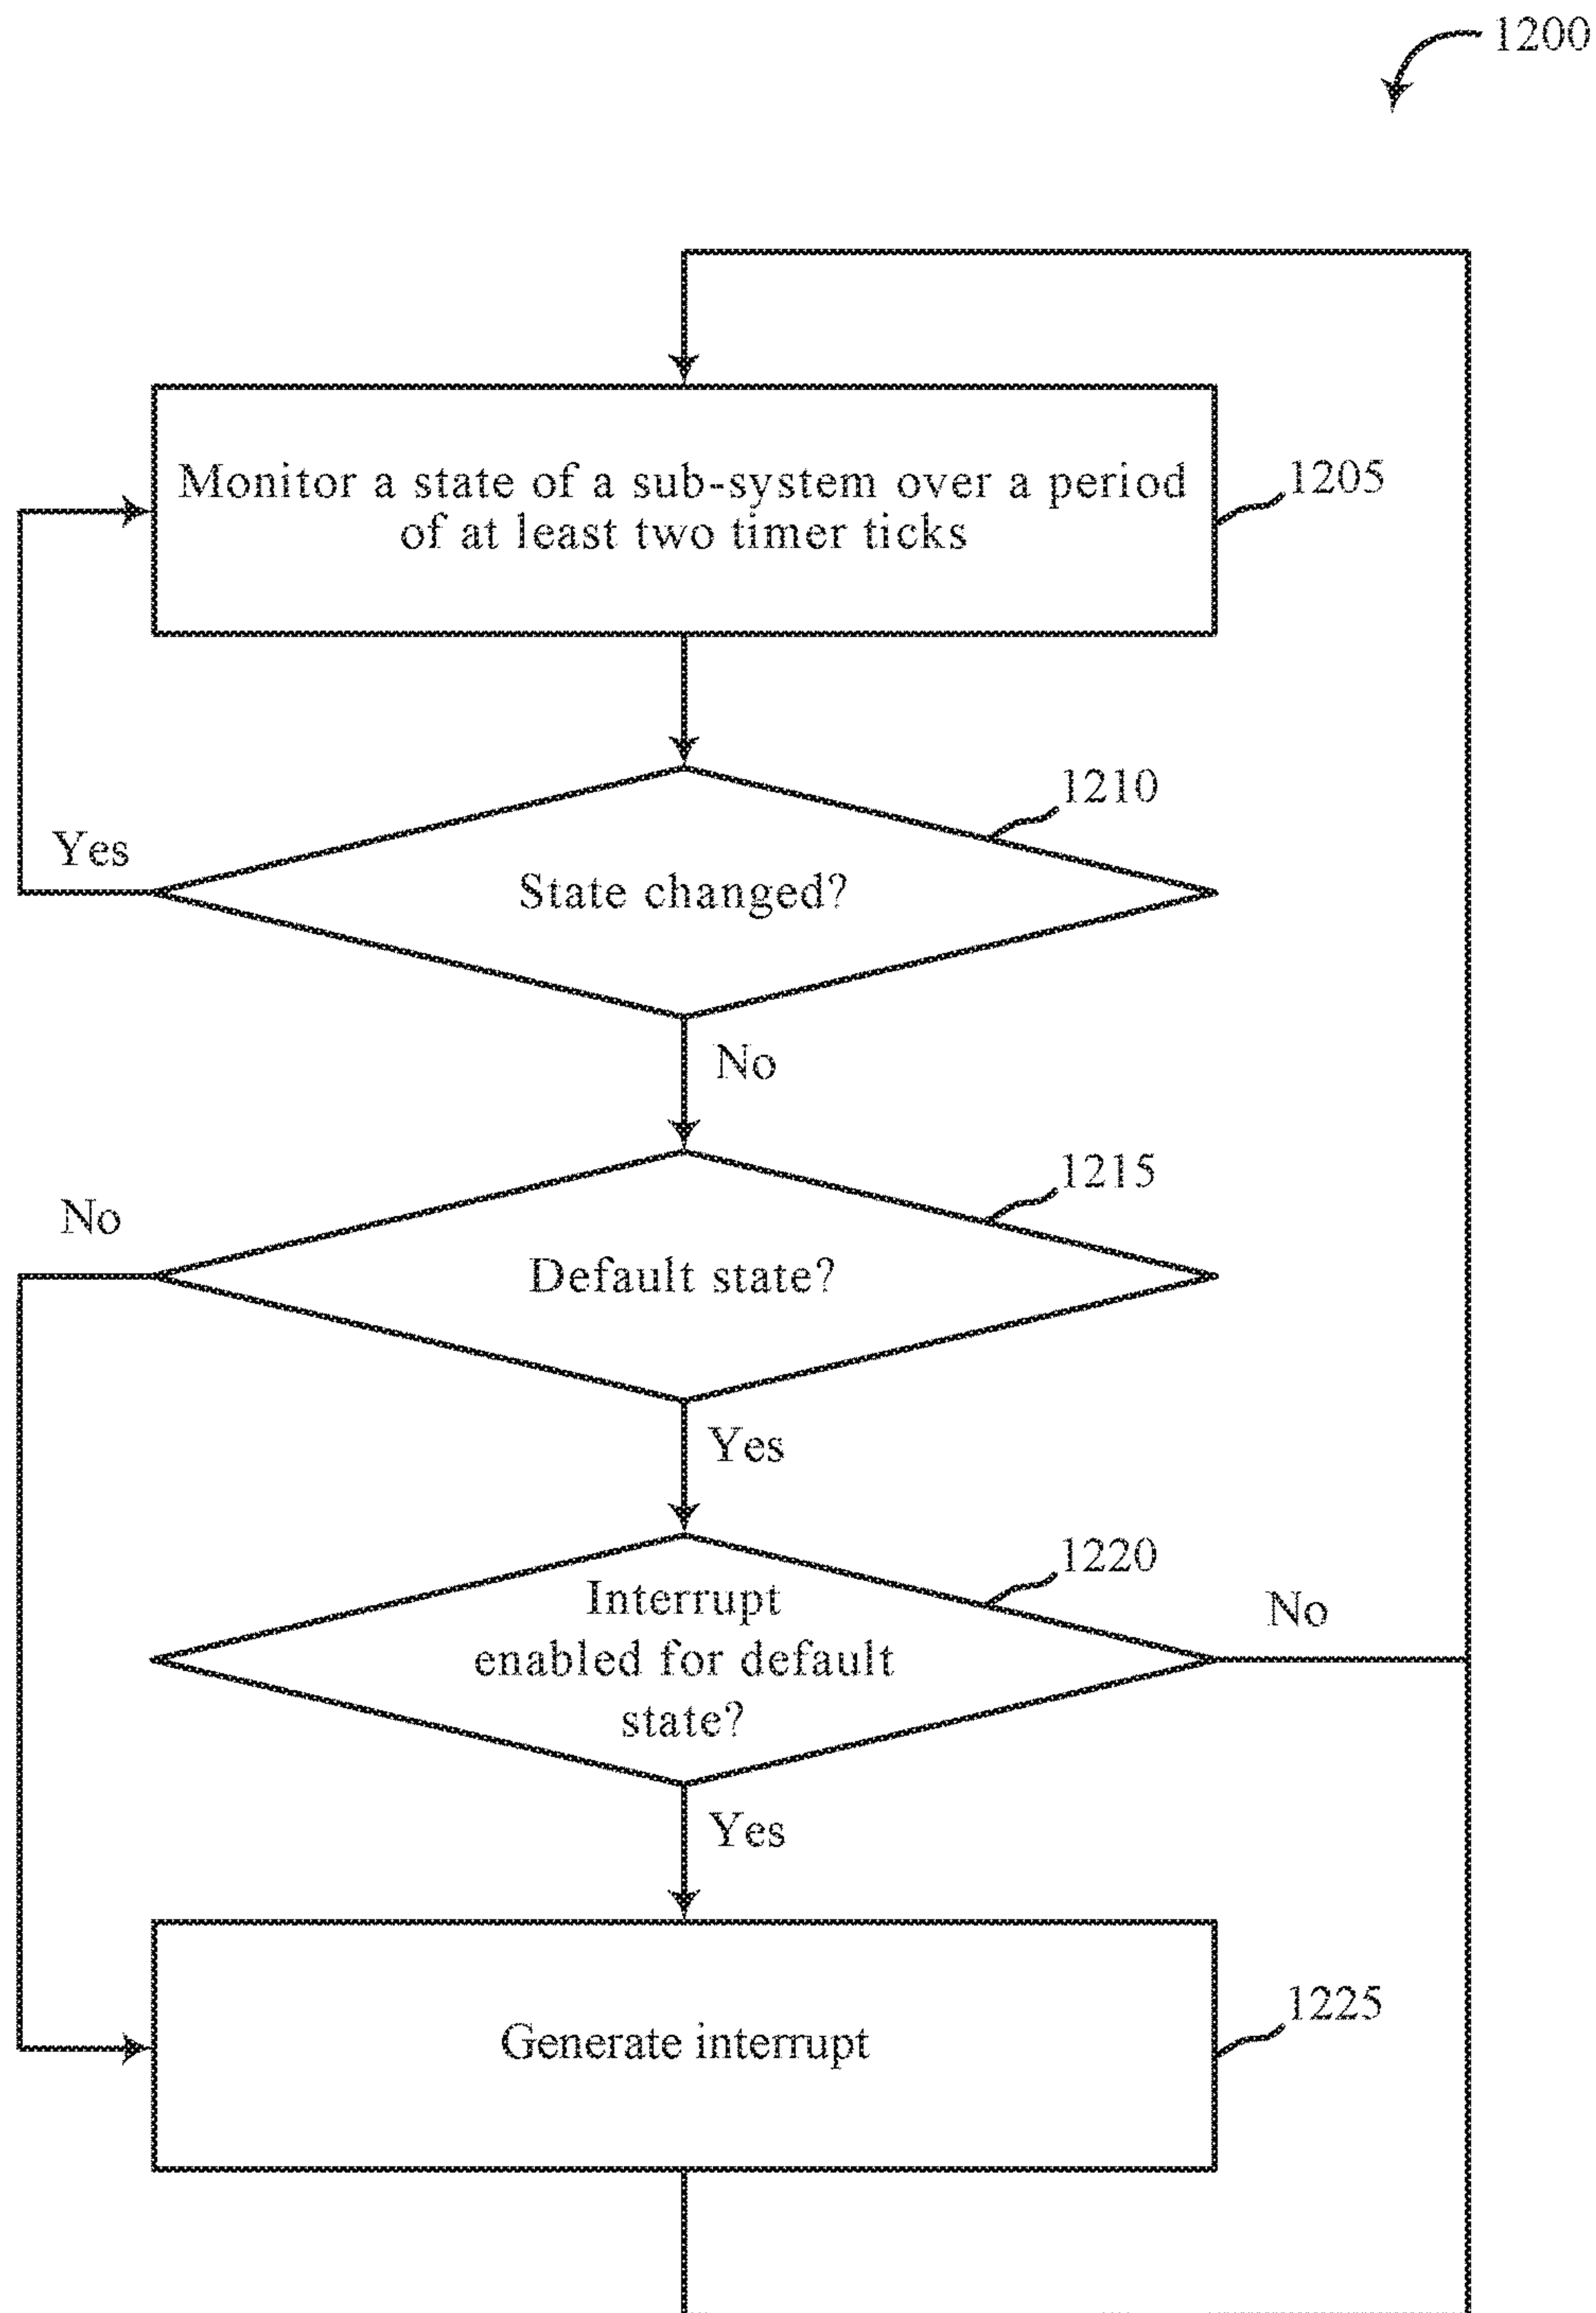 1200
Monitor a state of a sub-system over a period
of at least two timer ticks
1205
1210
Yes
State changed?
No
1215
No
Default state?
Yes
1220
Interrupt
enabled for default
state?
No
Yes
1225
Generate interrupt